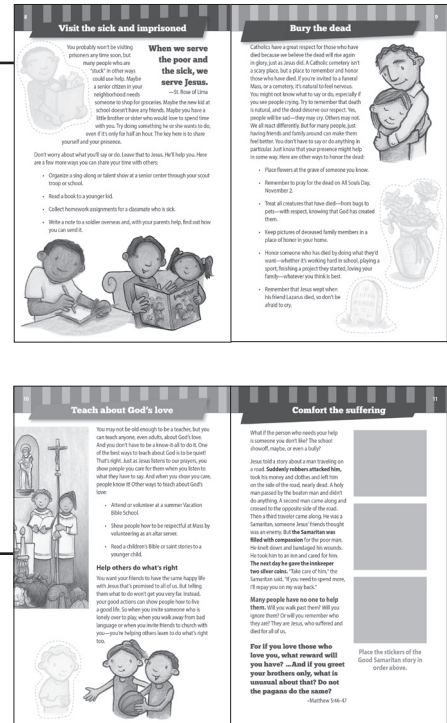 8
Visit the sick and imprisoned
You probably won't be visiting
prisoners any time soon, but
many people who are
"stuck" in other ways
could use help. Maybe
a senior citizen in your
neighborhood needs
someone to shop for groceries. Maybe the new kid at
school doesn't have any friends. Maybe you have a
little brother or sister who would love to spend time
with you. Try doing something he or she wants to do,
even if it's only for half an hour. The key here is to share
yourself and your presence.
When we serve
the poor and
the sick, we
serve Jesus.
—St. Rose of Lima
Don't worry about what you'll say or do. Leave that to Jesus. He'll help you. Here
are a few more ways you can share your time with others:
• Organize a sing-along or talent show at a senior center through your scout
troop or school.
• Read a book to a younger kid.
• Collect homework assignments for a classmate who is sick.
• Write a note to a soldier overseas and, with your parents help, find out how
you can send it.
9
Bury the dead
Catholics have a great respect for those who have
died because we believe the dead will rise again
in glory, just as Jesus did. A Catholic cemetery isn't
a scary place, but a place to remember and honor
those who have died. If you're invited to a funeral
Mass, or a cemetery, it's natural to feel nervous.
You might not know what to say or do, especially if
you see people crying. Try to remember that death
is natural, and the dead deserve our respect. Yes,
people will be sad—they may cry. Others may not.
We all react differently. But for many people, just
having friends and family around can make them
feel better. You don't have to say or do anything in
particular. Just know that your presence might help
in some way. Here are other ways to honor the dead:
• Place flowers at the grave of someone you know.
• Remember to pray for the dead on All Souls Day,
November 2.
• Treat all creatures that have died—from bugs to
pets—with respect, knowing that God has created
them.
• Keep pictures of deceased family members in a
place of honor in your home.
• Honor someone who has died by doing what they'd
want—whether it's working hard in school, playing a
sport, finishing a project they started, loving your
family—whatever you think is best.
• Remember that Jesus wept when
his friend Lazarus died, so don't be
afraid to cry.
10
Teach about God's love
You may not be old enough to be a teacher, but you
can teach anyone, even adults, about God's love.
And you don't have to be a know-it-all to do it. One
of the best ways to teach about God is to be quiet!
That's right. Just as Jesus listens to our prayers, you
show people you care for them when you listen to
what they have to say. And when you show you care,
people know it! Other ways to teach about God's
love:
• Attend or volunteer at a summer Vacation
Bible School.
• Show people how to be respectful at Mass by
volunteering as an altar server.
• Read a children's Bible or saint stories to a
younger child.
Help others do what's right
You want your friends to have the same happy life
with Jesus that's promised to all of us. But telling
them what to do won't get you very far. Instead,
your good actions can show people how to live
a good life. So when you invite someone who is
lonely over to play, when you walk away from bad
language or when you invite friends to church with
you—you're helping others learn to do what's right
too.
11
Comfort the suffering
What if the person who needs your help
is someone you don't like? The school
showoff, maybe, or even a bully?
Jesus told a story about a man traveling on
a road. Suddenly robbers attacked him,
took his money and clothes and left him
on the side of the road, nearly dead. A holy
man passed by the beaten man and didn't
do anything. A second man came along and
crossed to the opposite side of the road.
Then a third traveler came along. He was a
Samaritan, someone Jesus' friends thought
was an enemy. But the Samaritan was
filled with compassion for the poor man.
He knelt down and bandaged his wounds.
He took him to an inn and cared for him.
The next day he gave the innkeeper
two silver coins. "Take care of him," the
Samaritan said. "If you need to spend more,
I'll repay you on my way back."
Many people have no one to help
them. Will you walk past them? Will you
ignore them? Or will you remember who
they are? They are Jesus, who suffered and
died for all of us.
For if you love those who
love you, what reward will
you have? ...And if you greet
your brothers only, what is
unusual about that? Do not
the pagans do the same?
–Matthew 5:46–47
Place the stickers of the
Good Samaritan story in
order above.